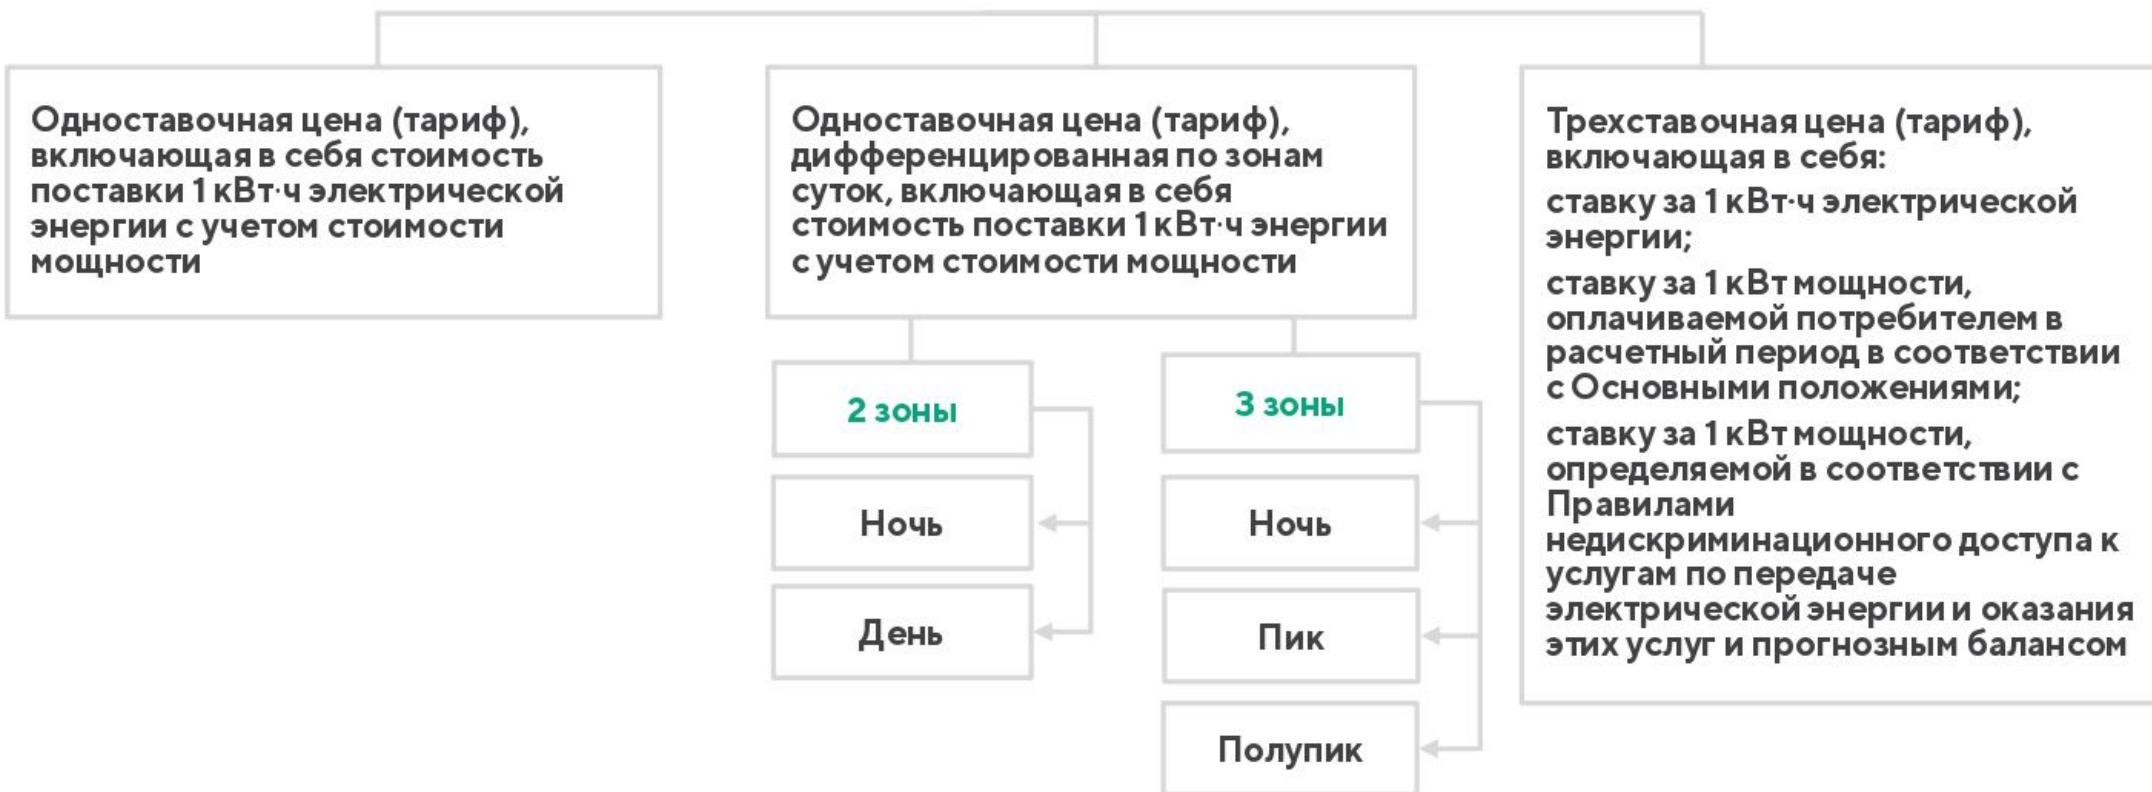 Одноставочная цена (тариф),
включающая в себя стоимость
поставки 1 кВт·ч электрической
энергии с учетом стоимости
мощности
Одноставочная цена (тариф),
дифференцированная по зонам
суток, включающая в себя
стоимость поставки 1 кВт·ч энергии
с учетом стоимости мощности
2 зоны
Ночь
День
3 зоны
Ночь
Пик
Полупик
Трехставочная цена (тариф),
включающая в себя:
ставку за 1 кВт·ч электрической
энергии;
ставку за 1 кВт мощности,
оплачиваемой потребителем в
расчетный период в соответствии
с Основными положениями;
ставку за 1 кВт мощности,
определяемой в соответствии с
Правилами
недискриминационного доступа к
услугам по передаче
электрической энергии и оказания
этих услуг и прогнозным балансом